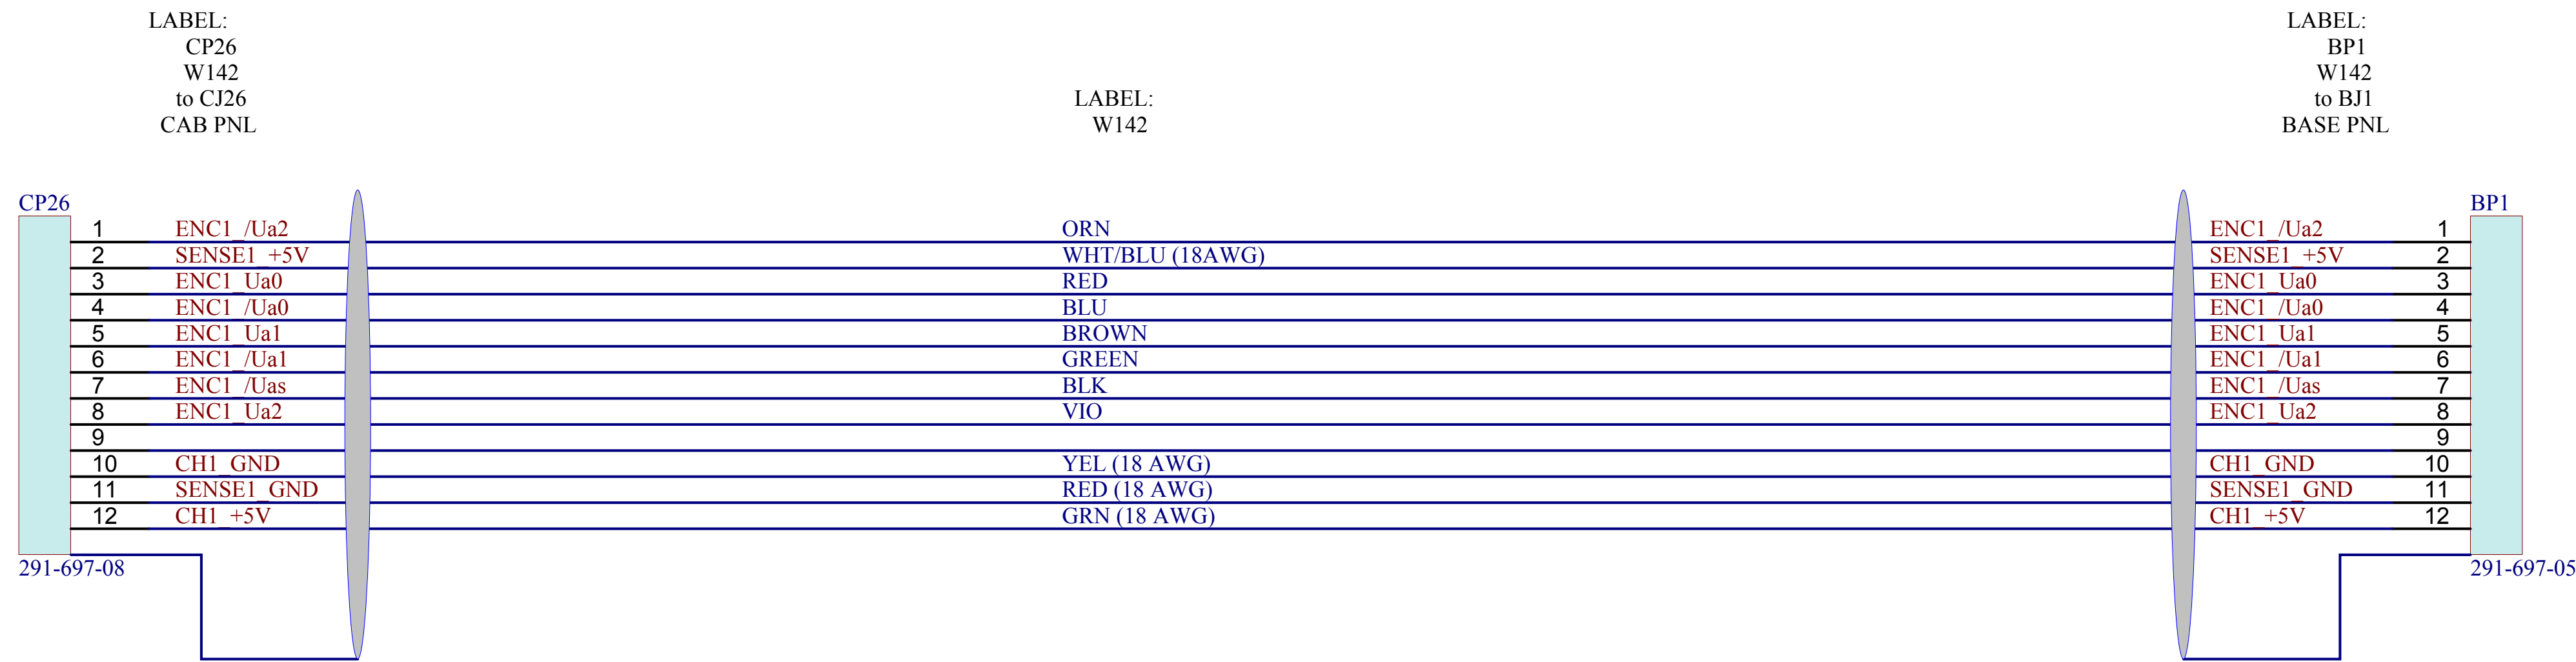 LABEL:
CP26
W142
to CJ26
CAB PNL
LABEL:
W142
LABEL:
BP1
W142
to BJ1
BASE PNL
CP26
BP1
1 ENC1_/Ua2 ORN ENC1_/Ua2 1
2 SENSE1_+5V WHT/BLU (18AWG) SENSE1_+5V 2
3 ENC1_Ua0 RED ENC1_Ua0 3
4 ENC1_/Ua0 BLU ENC1_/Ua0 4
5 ENC1_Ua1 BROWN ENC1_Ua1 5
6 ENC1_/Ua1 GREEN ENC1_/Ua1 6
7 ENC1_/Uas BLK ENC1_/Uas 7
8 ENC1_Ua2 VIO ENC1_Ua2 8
9 9
10 CH1_GND YEL (18 AWG) CH1_GND 10
11 SENSE1_GND RED (18 AWG) SENSE1_GND 11
12 CH1_+5V GRN (18 AWG) CH1_+5V 12
291-697-08
291-697-05